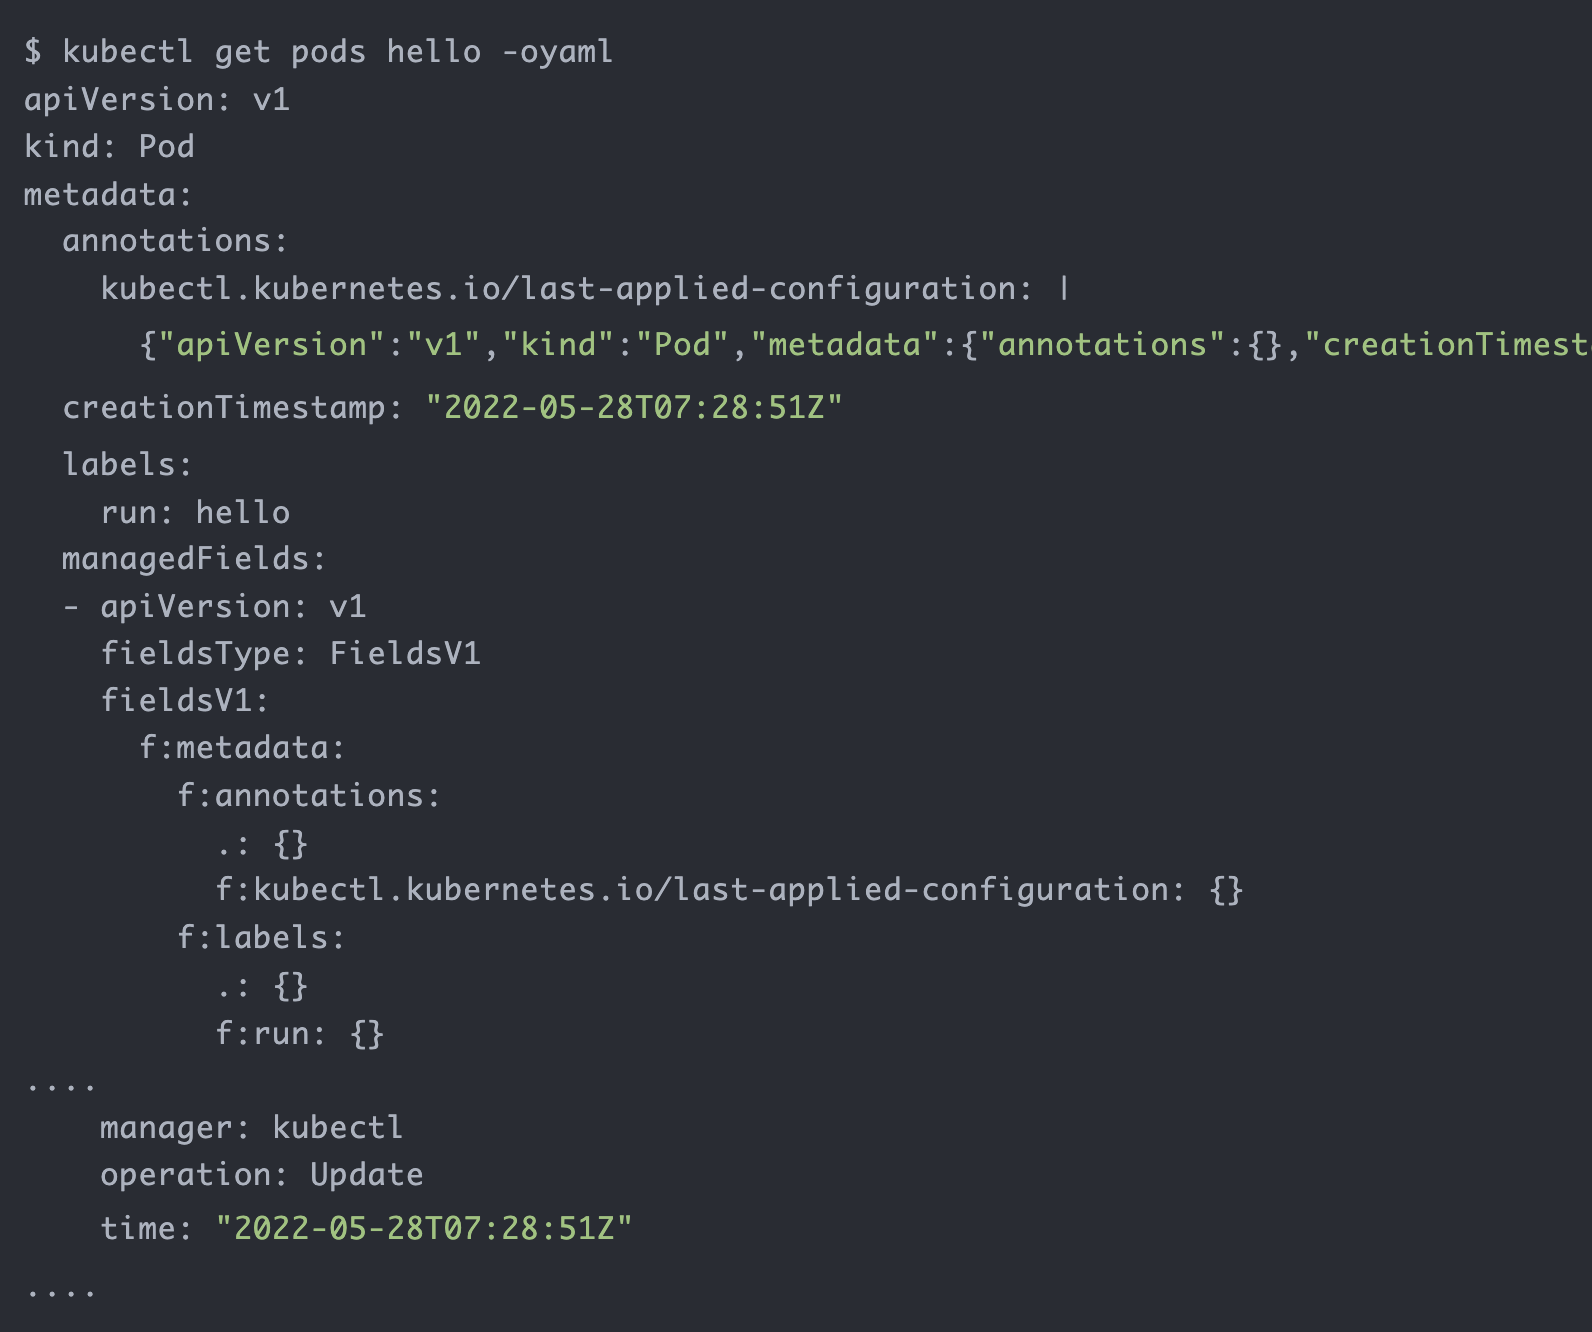 $ kubectl get pods hello -oyaml
apiVersion: v1
kind: Pod
metadata:
  annotations:
    kubectl.kubernetes.io/last-applied-configuration: |
      {"apiVersion":"v1","kind":"Pod","metadata":{"annotations":{},"creationTimest
  creationTimestamp: "2022-05-28T07:28:51Z"
  labels:
    run: hello
  managedFields:
  - apiVersion: v1
    fieldsType: FieldsV1
    fieldsV1:
      f:metadata:
        f:annotations:
          .: {}
          f:kubectl.kubernetes.io/last-applied-configuration: {}
        f:labels:
          .: {}
          f:run: {}
....
    manager: kubectl
    operation: Update
    time: "2022-05-28T07:28:51Z"
....